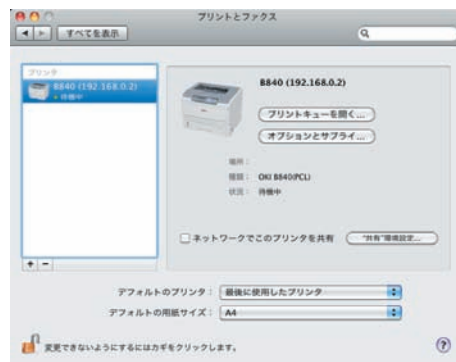 プリントとファクス
すべてを表示
プリンタ
B840 (192.168.0.2)
待機中
B840 (192.168.0.2)
プリントキューを開く...
オプションとサプライ...
場所：
種類： OKI B840(PCL)
状況： 待機中
ネットワークでこのプリンタを共有
"共有"環境設定...
+ −
デフォルトのプリンタ： 最後に使用したプリンタ
デフォルトの用紙サイズ： A4
変更できないようにするにはカギをクリックします。
?